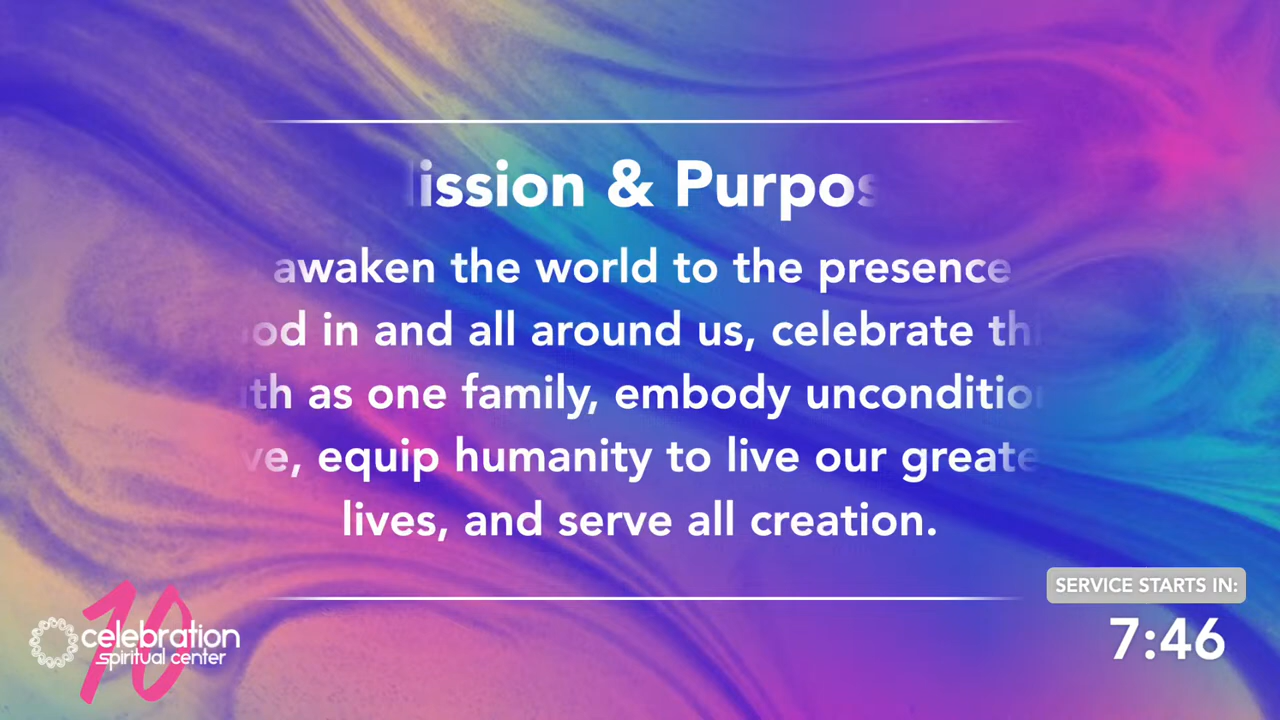 ission & Purpos
awaken the world to the presence
od in and all around us, celebrate th
th as one family, embody unconditio
ve, equip humanity to live our greate
lives, and serve all creation.
SERVICE STARTS IN:
7:46
10
celebration
spiritual center